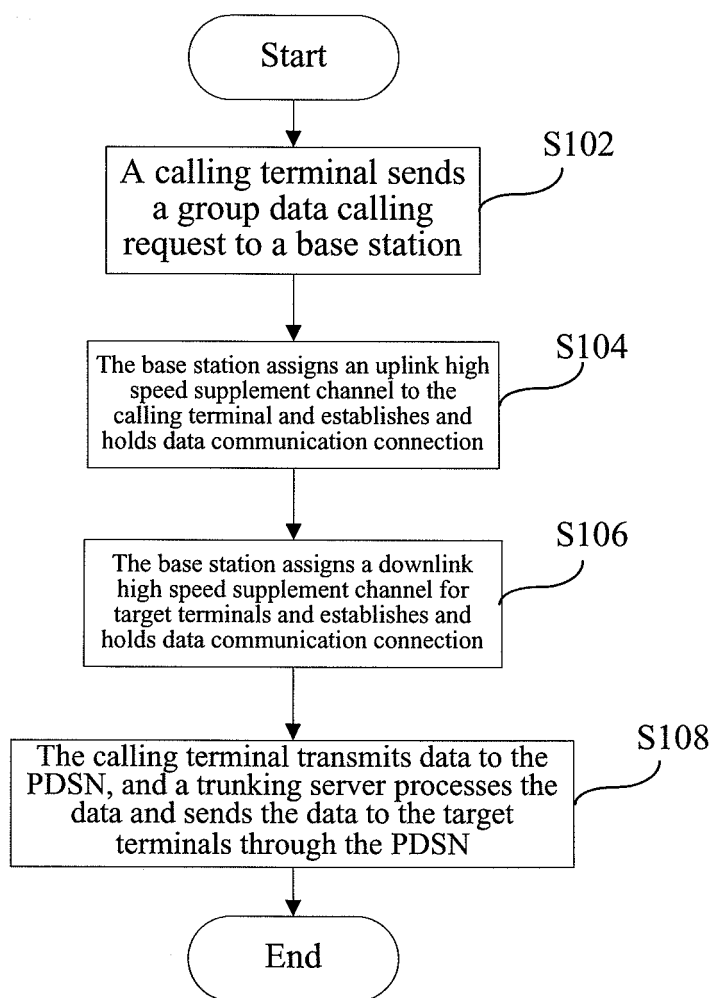 Start
S102
A calling terminal sends
a group data calling
request to a base station
S104
The base station assigns an uplink high
speed supplement channel to the
calling terminal and establishes and
holds data communication connection
S106
The base station assigns a downlink
high speed supplement channel for
target terminals and establishes and
holds data communication connection
S108
The calling terminal transmits data to the
PDSN, and a trunking server processes the
data and sends the data to the target
terminals through the PDSN
End